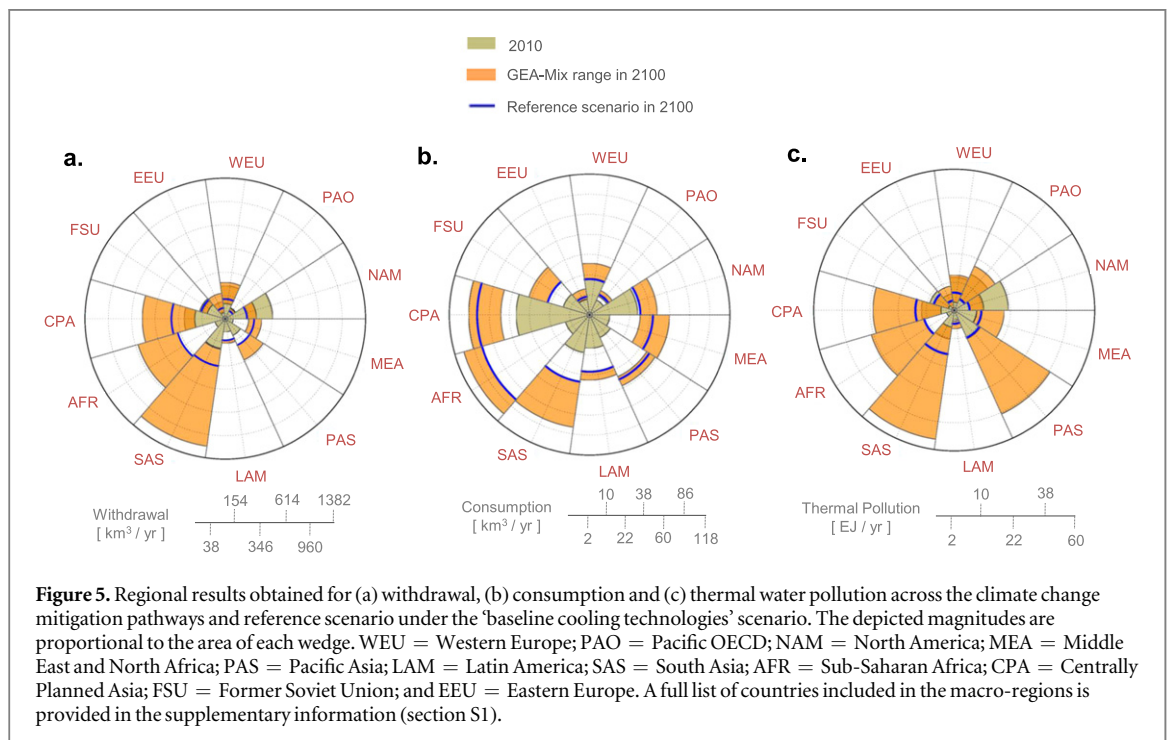 2010
GEA-Mix range in 2100
Reference scenario in 2100
a.
WEU
EEU
PAO
FSU
NAM
CPA
MEA
AFR
PAS
SAS
LAM
154 614 1382
Withdrawal
[ km³ / yr ]
38 346 960
b.
WEU
EEU
PAO
FSU
NAM
CPA
MEA
AFR
PAS
SAS
LAM
10 38 86
Consumption
[ km³ / yr ]
2 22 60 118
c.
WEU
EEU
PAO
FSU
NAM
CPA
MEA
AFR
PAS
SAS
LAM
10 38
Thermal Pollution
[ EJ / yr ]
2 22 60
Figure 5. Regional results obtained for (a) withdrawal, (b) consumption and (c) thermal water pollution across the climate change
mitigation pathways and reference scenario under the ‘baseline cooling technologies’ scenario. The depicted magnitudes are
proportional to the area of each wedge. WEU = Western Europe; PAO = Pacific OECD; NAM = North America; MEA = Middle
East and North Africa; PAS = Pacific Asia; LAM = Latin America; SAS = South Asia; AFR = Sub-Saharan Africa; CPA = Centrally
Planned Asia; FSU = Former Soviet Union; and EEU = Eastern Europe. A full list of countries included in the macro-regions is
provided in the supplementary information (section S1).